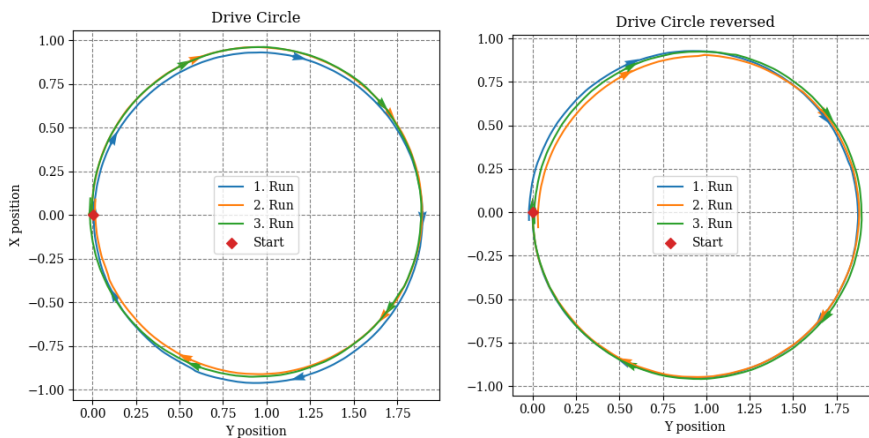 Drive Circle
1.00
0.75
0.50
0.25
0.00
−0.25
−0.50
−0.75
−1.00
X position
1. Run
2. Run
3. Run
Start
0.00 0.25 0.50 0.75 1.00 1.25 1.50 1.75
Y position
Drive Circle reversed
1.00
0.75
0.50
0.25
0.00
−0.25
−0.50
−0.75
−1.00
1. Run
2. Run
3. Run
Start
0.00 0.25 0.50 0.75 1.00 1.25 1.50 1.75
Y position